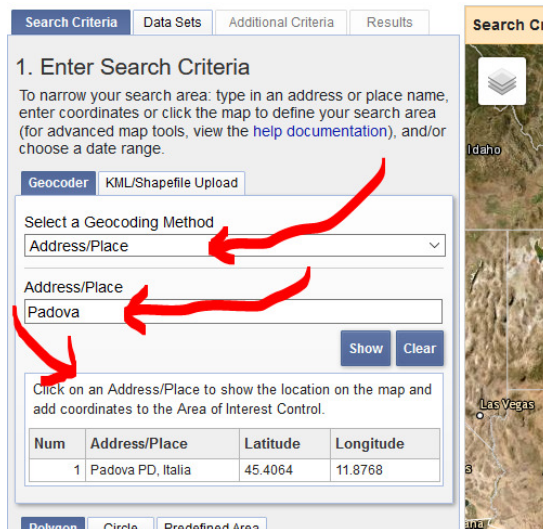 Search Criteria
Data Sets
Additional Criteria
Results
1. Enter Search Criteria
To narrow your search area: type in an address or place name,
enter coordinates or click the map to define your search area
(for advanced map tools, view the help documentation), and/or
choose a date range.
Geocoder
KML/Shapefile Upload
Select a Geocoding Method
Address/Place
Address/Place
Padova
Show
Clear
Click on an Address/Place to show the location on the map and
add coordinates to the Area of Interest Control.
Num Address/Place Latitude Longitude
1 Padova PD, Italia 45.4064 11.8768
Polygon
Circle
Predefined Area
Search Cr
Idaho
Las Vegas